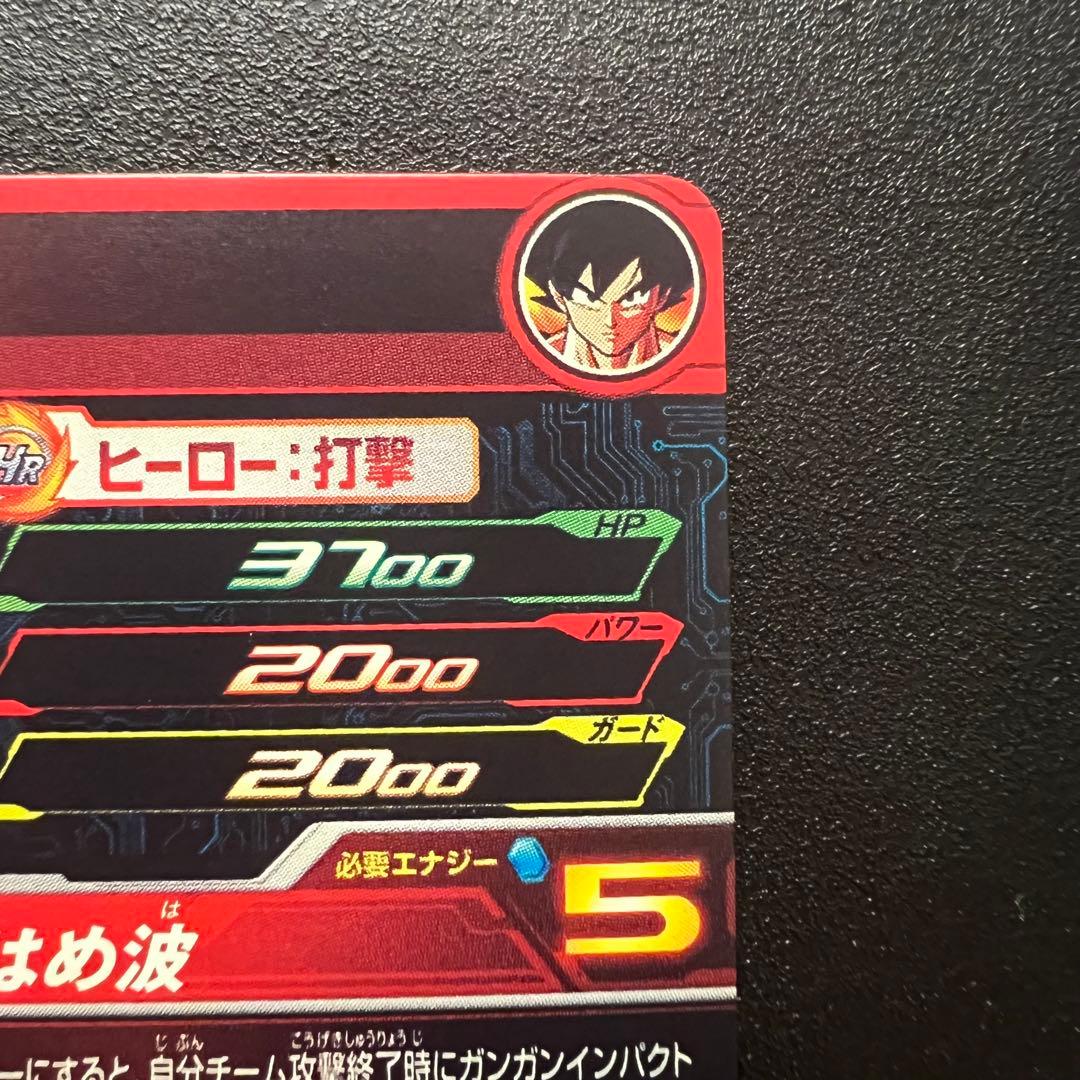 HR ヒーロー:打撃
HP
3700
パワー
2000
ガード
2000
必要エナジー 5
は
はめ波
じぶん こうげきしゅうりょうじ
ーにすると、自分チーム攻撃終了時にガンガンインパクト